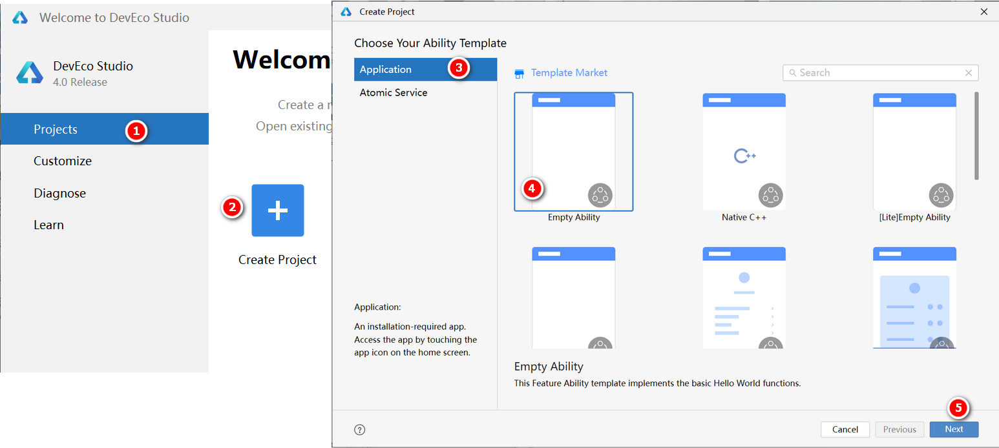 Welcome to DevEco Studio
DevEco Studio
4.0 Release
Projects
1
Customize
Diagnose
Learn
Welcom
Create a r
Open existing
2
Create Project
Create Project
Choose Your Ability Template
Application
3
Atomic Service
Application:
An installation-required app.
Access the app by touching the
app icon on the home screen.
Template Market
Search
4
Empty Ability
C++
Native C++
[Lite]Empty Ability
Empty Ability
This Feature Ability template implements the basic Hello World functions.
5
?
Cancel
Previous
Next